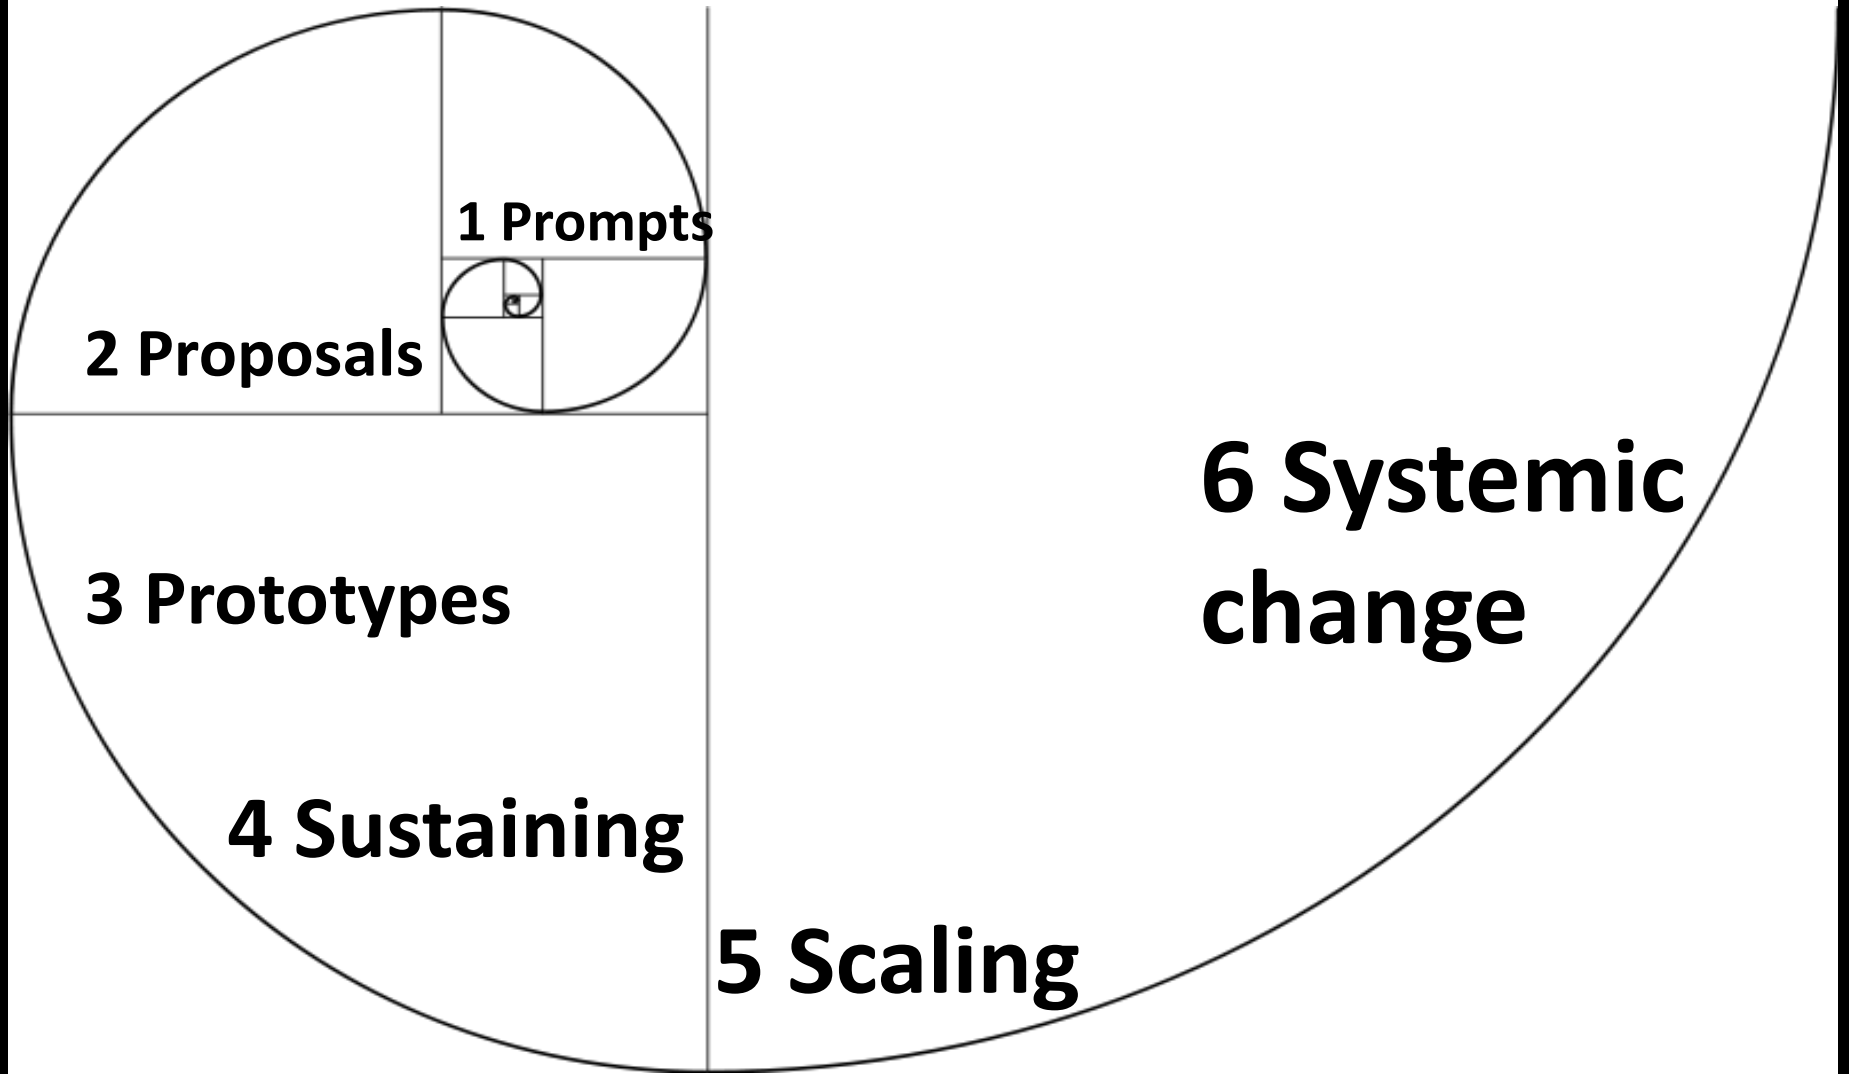 1 Prompts
2 Proposals
3 Prototypes
4 Sustaining
5 Scaling
6 Systemic
change